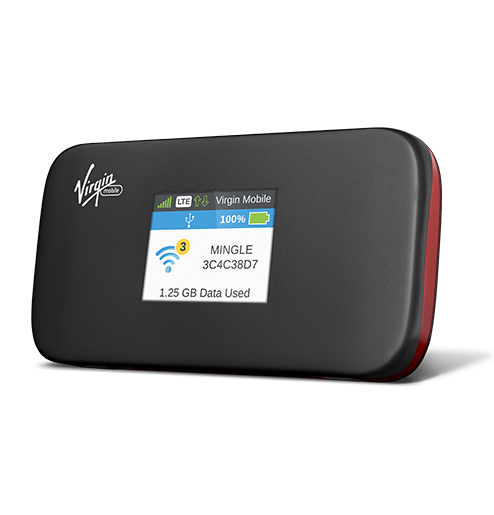 Virgin
mobile
LTE Virgin Mobile
100%
3
MINGLE
3C4C38D7
1.25 GB Data Used